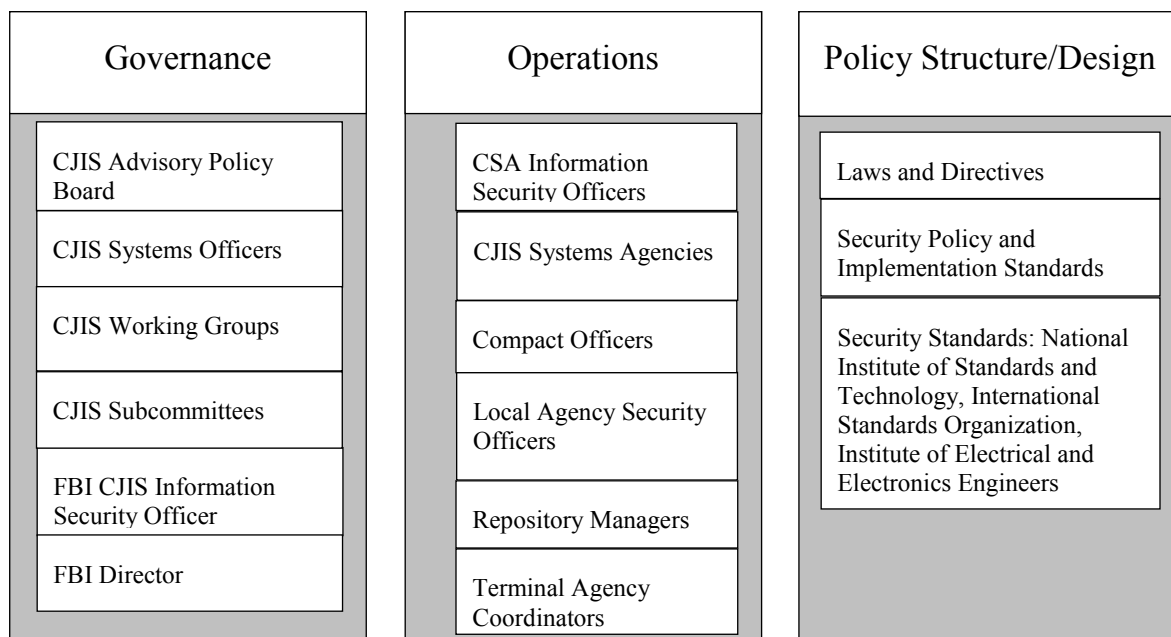 Governance
CJIS Advisory Policy
Board
CJIS Systems Officers
CJIS Working Groups
CJIS Subcommittees
FBI CJIS Information
Security Officer
FBI Director
Operations
CSA Information
Security Officers
CJIS Systems Agencies
Compact Officers
Local Agency Security
Officers
Repository Managers
Terminal Agency
Coordinators
Policy Structure/Design
Laws and Directives
Security Policy and
Implementation Standards
Security Standards: National
Institute of Standards and
Technology, International
Standards Organization,
Institute of Electrical and
Electronics Engineers